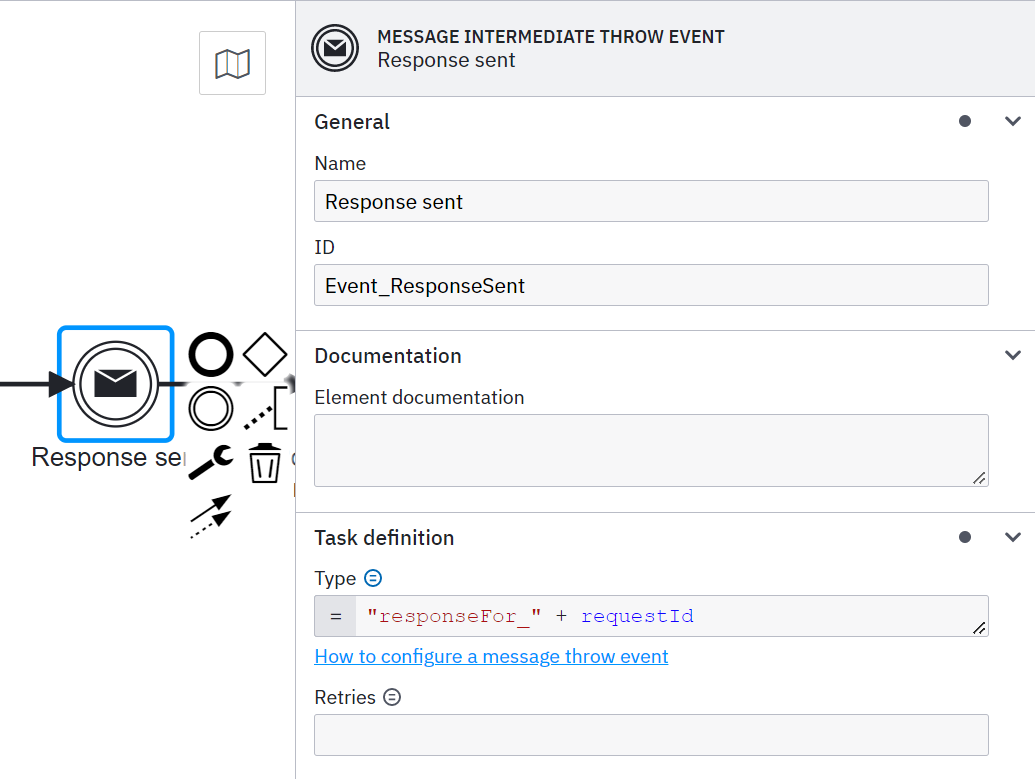 MESSAGE INTERMEDIATE THROW EVENT
Response sent
General
Name
Response sent
ID
Event_ResponseSent
Response
Documentation
Element documentation
Task definition
Type
= "responseFor_" + requestId
How to configure a message throw event
Retries